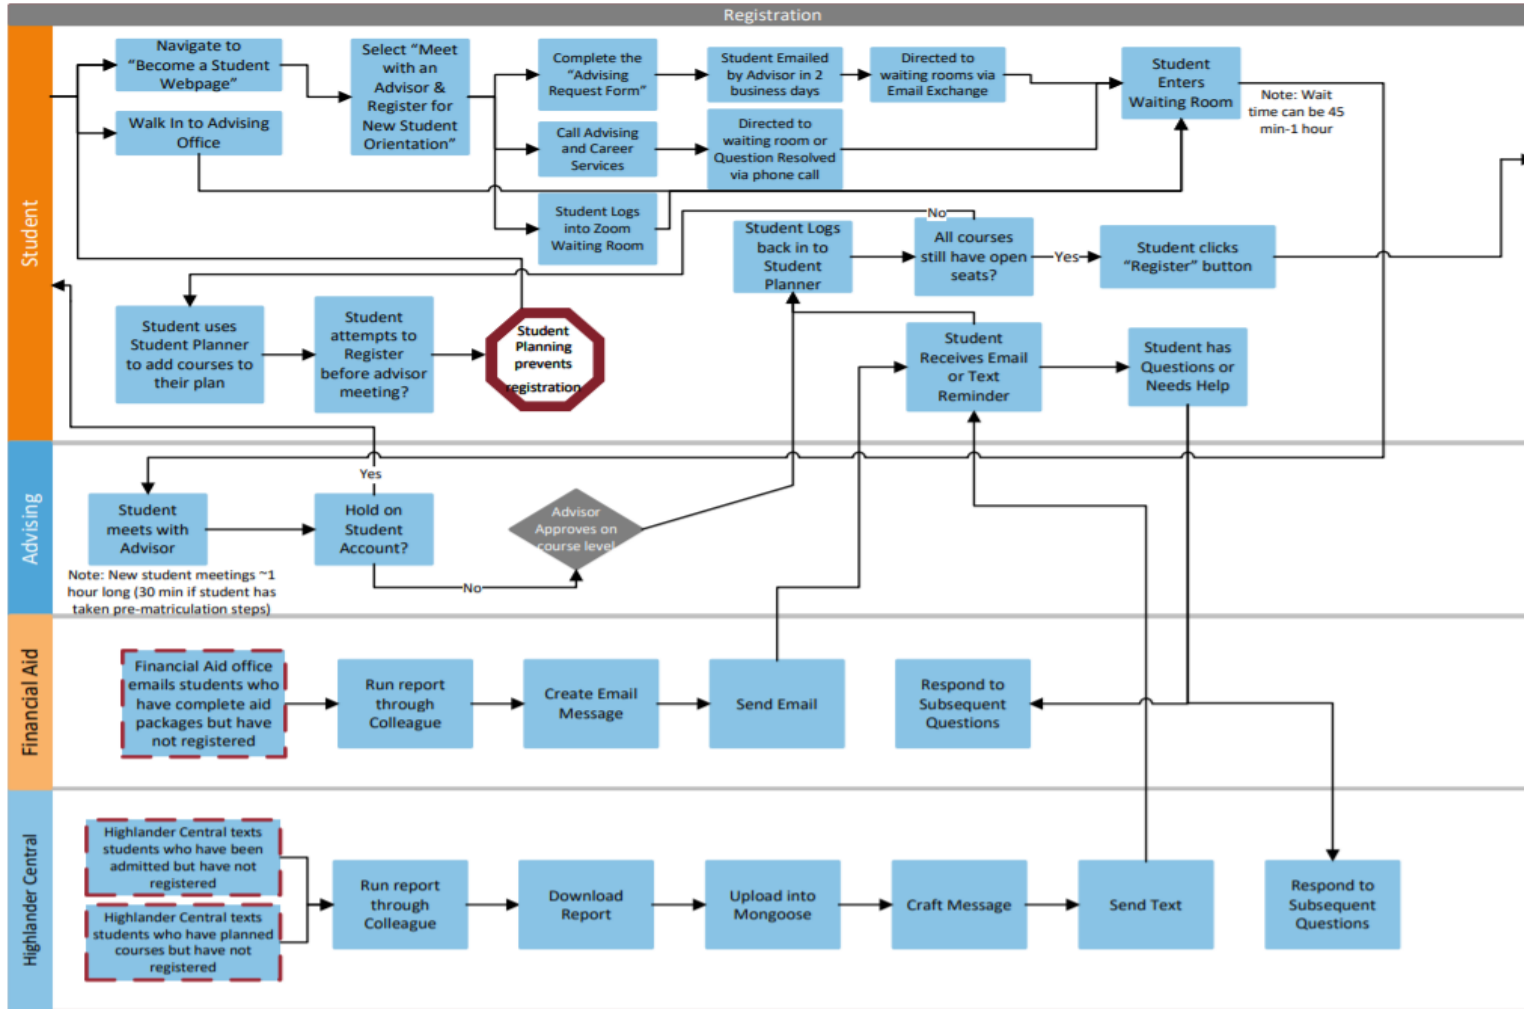 Registration
Student
Navigate to
“Become a Student
Webpage”
Walk In to Advising
Office
Select “Meet
with an
Advisor &
Register for
New Student
Orientation”
Complete the
“Advising
Request Form”
Student Emailed
by Advisor in 2
business days
Directed to
waiting rooms via
Email Exchange
Student
Enters
Waiting Room
Note: Wait
time can be 45
min-1 hour
Call Advising
and Career
Services
Directed to
waiting room or
Question Resolved
via phone call
Student Logs
into Zoom
Waiting Room
No
Student Logs
back in to
Student
Planner
All courses
still have open
seats?
Yes
Student clicks
“Register” button
Student uses
Student Planner
to add courses to
their plan
Student
attempts to
Register
before advisor
meeting?
Student
Planning
prevents
registration
Student
Receives Email
or Text
Reminder
Student has
Questions or
Needs Help
Advising
Yes
Student
meets with
Advisor
Note: New student meetings ~1
hour long (30 min if student has
taken pre-matriculation steps)
Hold on
Student
Account?
No
Advisor
Approves on
course level
Financial Aid
Financial Aid office
emails students who
have complete aid
packages but have
not registered
Run report
through
Colleague
Create Email
Message
Send Email
Respond to
Subsequent
Questions
Highlander Central
Highlander Central texts
students who have been
admitted but have not
registered
Highlander Central texts
students who have planned
courses but have not
registered
Run report
through
Colleague
Download
Report
Upload into
Mongoose
Craft Message
Send Text
Respond to
Subsequent
Questions